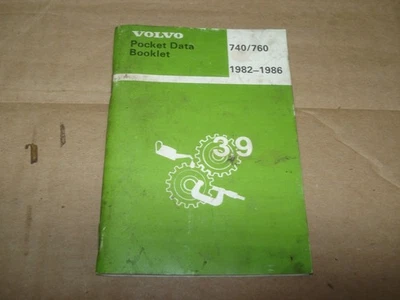 VOLVO
Pocket Data
Booklet
740/760
1982-1986
39